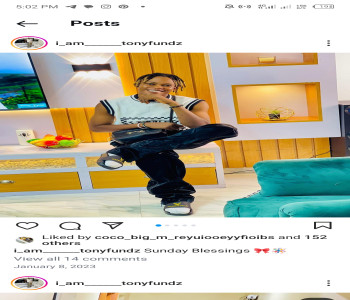 5:02 PM
Posts
i_am______tonyfundz
Liked by coco_big_m_reyuiooeyyfioibs and 152
others
i_am______tonyfundz Sunday Blessings
View all 14 comments
January 8, 2023
i_am______tonyfundz